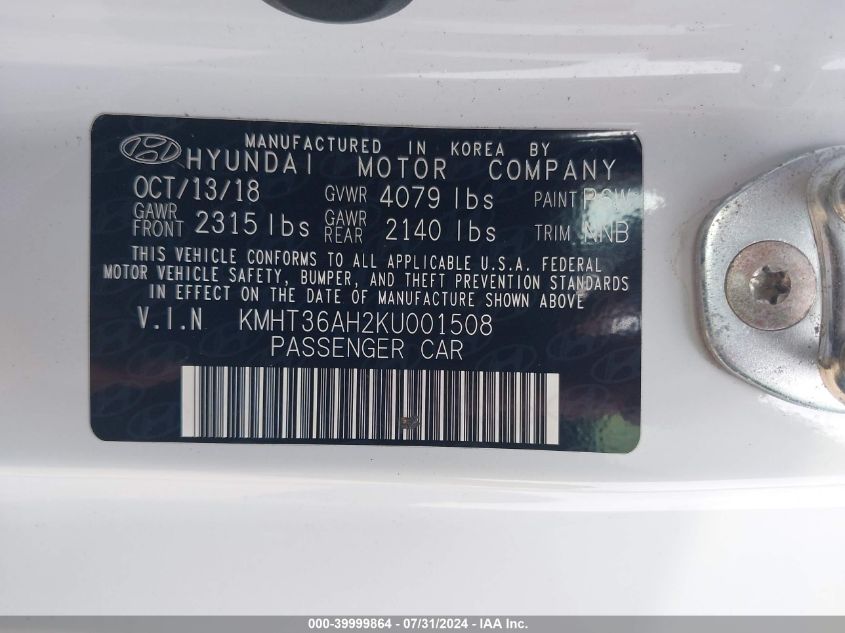 MANUFACTURED IN KOREA BY
HYUNDAI MOTOR COMPANY
OCT/13/18 GVWR 4079 lbs PAINT PSW
GAWR FRONT 2315 lbs GAWR REAR 2140 lbs TRIM NNB
THIS VEHICLE CONFORMS TO ALL APPLICABLE U.S.A. FEDERAL
MOTOR VEHICLE SAFETY, BUMPER, AND THEFT PREVENTION STANDARDS
IN EFFECT ON THE DATE OF MANUFACTURE SHOWN ABOVE
V.I.N KMHT36AH2KU001508
PASSENGER CAR
000-39999864 / 07/31/2024 - IAA Inc.